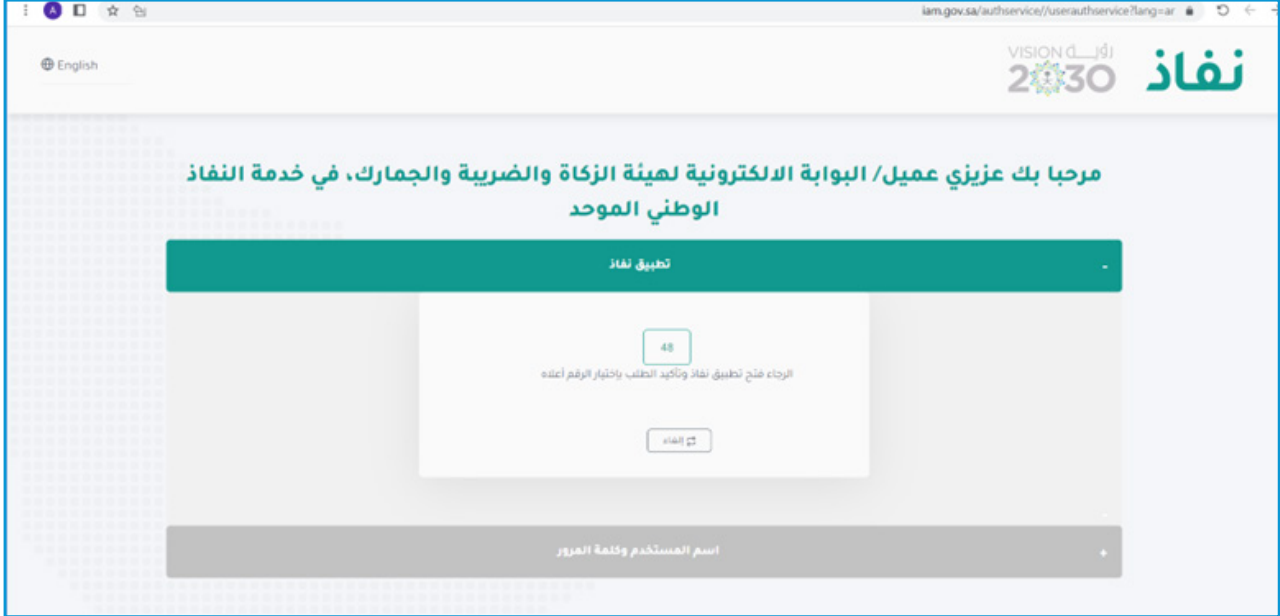 iam.gov.sa/authservice//userauthservice?lang=ar
A
English
VISION رؤيـــة
2030
نفاذ
مرحبا بك عزيزي عميل/ البوابة الالكترونية لهيئة الزكاة والضريبة والجمارك، في خدمة النفاذ
الوطني الموحد
تطبيق نفاذ
-
48
الرجاء فتح تطبيق نفاذ وتأكيد الطلب بإختيار الرقم أعلاه
إلغاء
اسم المستخدم وكلمة المرور
+